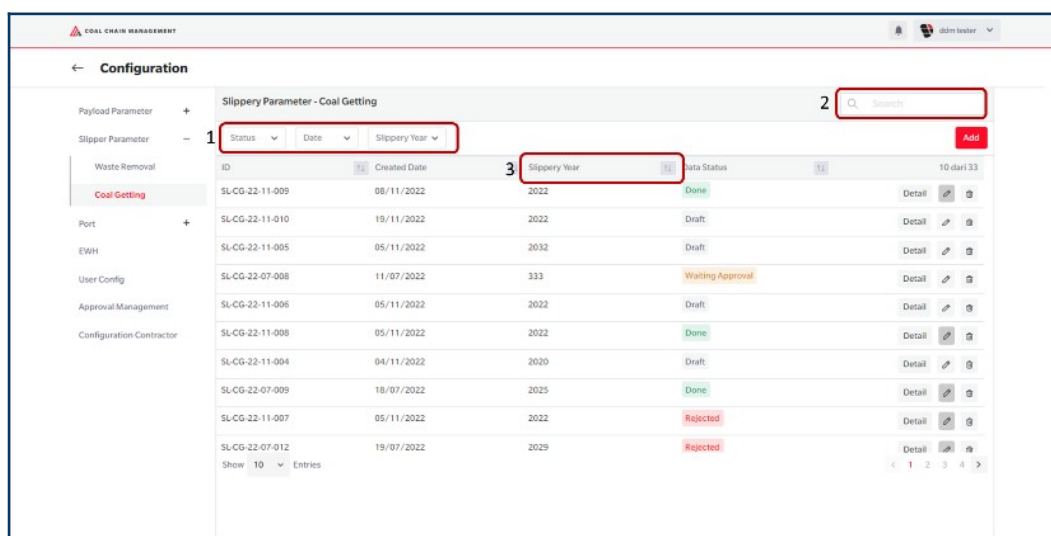 COAL CHAIN MANAGEMENT
ddm tester
← Configuration
Payload Parameter +
Slipper Parameter –
Waste Removal
Coal Getting
Port +
EWH
User Config
Approval Management
Configuration Contractor
Slippery Parameter - Coal Getting
2 Search
1 Status Date Slippery Year
Add
ID Created Date 3 Slippery Year Data Status 10 dari 33
SL-CG-22-11-009 08/11/2022 2022 Done Detail
SL-CG-22-11-010 19/11/2022 2022 Draft Detail
SL-CG-22-11-005 05/11/2022 2032 Draft Detail
SL-CG-22-07-008 11/07/2022 333 Waiting Approval Detail
SL-CG-22-11-006 05/11/2022 2022 Draft Detail
SL-CG-22-11-008 05/11/2022 2022 Done Detail
SL-CG-22-11-004 04/11/2022 2020 Draft Detail
SL-CG-22-07-009 18/07/2022 2025 Done Detail
SL-CG-22-11-007 05/11/2022 2022 Rejected Detail
SL-CG-22-07-012 19/07/2022 2029 Rejected Detail
Show 10 Entries < 1 2 3 4 >